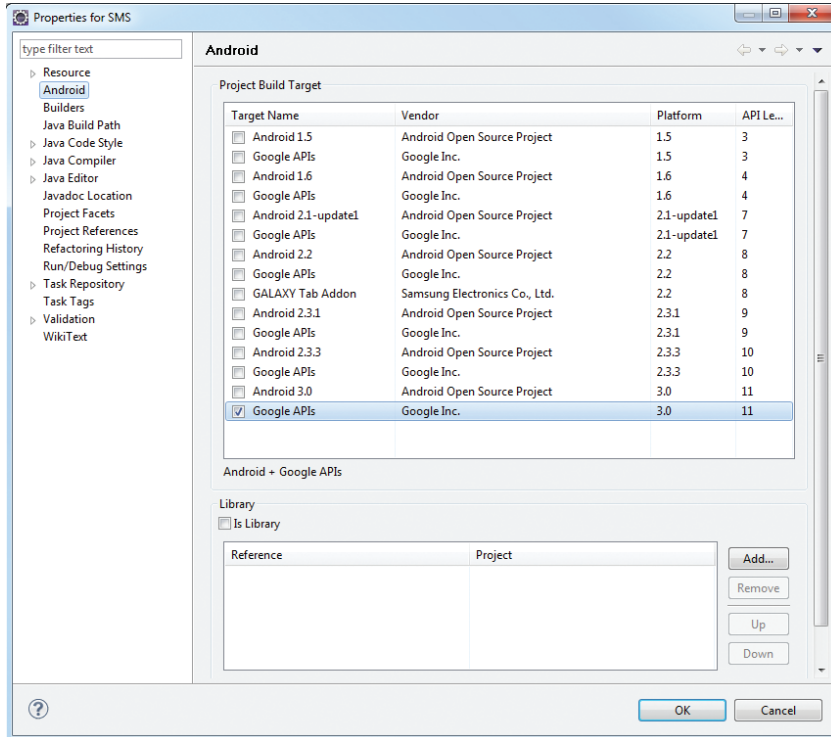 Properties for SMS
type filter text
Resource
Android
Builders
Java Build Path
Java Code Style
Java Compiler
Java Editor
Javadoc Location
Project Facets
Project References
Refactoring History
Run/Debug Settings
Task Repository
Task Tags
Validation
WikiText
Android
Project Build Target
Target Name Vendor Platform API Le...
Android 1.5 Android Open Source Project 1.5 3
Google APIs Google Inc. 1.5 3
Android 1.6 Android Open Source Project 1.6 4
Google APIs Google Inc. 1.6 4
Android 2.1-update1 Android Open Source Project 2.1-update1 7
Google APIs Google Inc. 2.1-update1 7
Android 2.2 Android Open Source Project 2.2 8
Google APIs Google Inc. 2.2 8
GALAXY Tab Addon Samsung Electronics Co., Ltd. 2.2 8
Android 2.3.1 Android Open Source Project 2.3.1 9
Google APIs Google Inc. 2.3.1 9
Android 2.3.3 Android Open Source Project 2.3.3 10
Google APIs Google Inc. 2.3.3 10
Android 3.0 Android Open Source Project 3.0 11
Google APIs Google Inc. 3.0 11
Android + Google APIs
Library
Is Library
Reference Project
Add...
Remove
Up
Down
?
OK Cancel